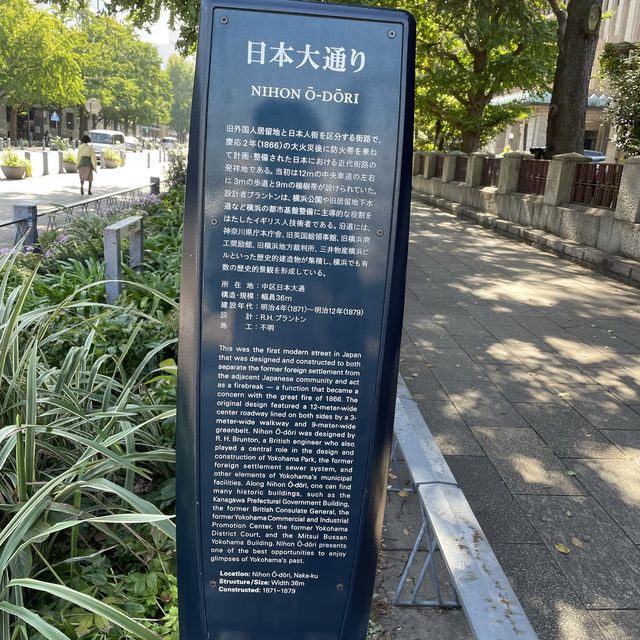 日本大通り
NIHON Ō-DŌRI
旧外国人居留地と日本人街を区分する街路で、
慶応2年(1866)の大火災後に防火帯を兼ね
て計画・整備された日本における近代街路の
発祥地である。当初は12mの中央車道の左右
に3mの歩道と9mの植樹帯が設けられていた。
設計者ブラントンは、横浜公園や旧居留地下水
道など横浜の都市基盤整備に主導的な役割を
はたしたイギリス人技術者である。沿道には、
神奈川県庁本庁舎、旧英国総領事館、旧横浜商
工奨励館、旧横浜地方裁判所、三井物産横浜ビ
ルといった歴史的建造物が集積し、横浜でも有
数の歴史的景観を形成している。
所在地：中区日本大通
構造・規模：幅員36m
建設年代：明治4年(1871)～明治12年(1879)
設計：R.H.ブラントン
施工：不明
This was the first modern street in Japan
that was designed and constructed to both
separate the former foreign settlement from
the adjacent Japanese community and act
as a firebreak — a function that became a
concern with the great fire of 1866. The
original design featured a 12-meter-wide
center roadway lined on both sides by a 3-
meter-wide walkway and 9-meter-wide
greenbelt. Nihon Ō-dōri was designed by
R. H. Brunton, a British engineer who also
played a central role in the design and
construction of Yokohama Park, the former
foreign settlement sewer system, and
other elements of Yokohama's municipal
facilities. Along Nihon Ō-dōri, one can find
many historic buildings, such as the
Kanagawa Prefectural Government Building,
the former British Consulate General, the
former Yokohama Commercial and Industrial
Promotion Center, the former Yokohama
District Court, and the Mitsui Bussan
Yokohama Building. Nihon Ō-dōri presents
one of the best opportunities to enjoy
glimpses of Yokohama's past.
Location: Nihon Ō-dōri, Naka-ku
Structure/Size: Width 36m
Constructed: 1871–1879